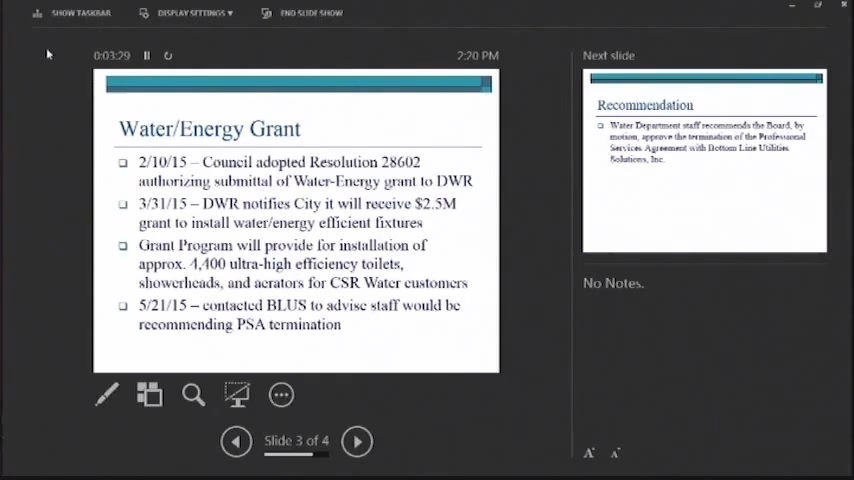 SHOW TASKBAR
DISPLAY SETTINGS
END SLIDE SHOW
0:03:29
2:20 PM
Water/Energy Grant
2/10/15 – Council adopted Resolution 28602
authorizing submittal of Water-Energy grant to DWR
3/31/15 – DWR notifies City it will receive $2.5M
grant to install water/energy efficient fixtures
Grant Program will provide for installation of
approx. 4,400 ultra-high efficiency toilets,
showerheads, and aerators for CSR Water customers
5/21/15 – contacted BLUS to advise staff would be
recommending PSA termination
Slide 3 of 4
Next slide
Recommendation
Water Department staff recommends the Board, by
motion, approve the termination of the Professional
Services Agreement with Bottom Line Utilities
Solutions, Inc.
No Notes.
A A